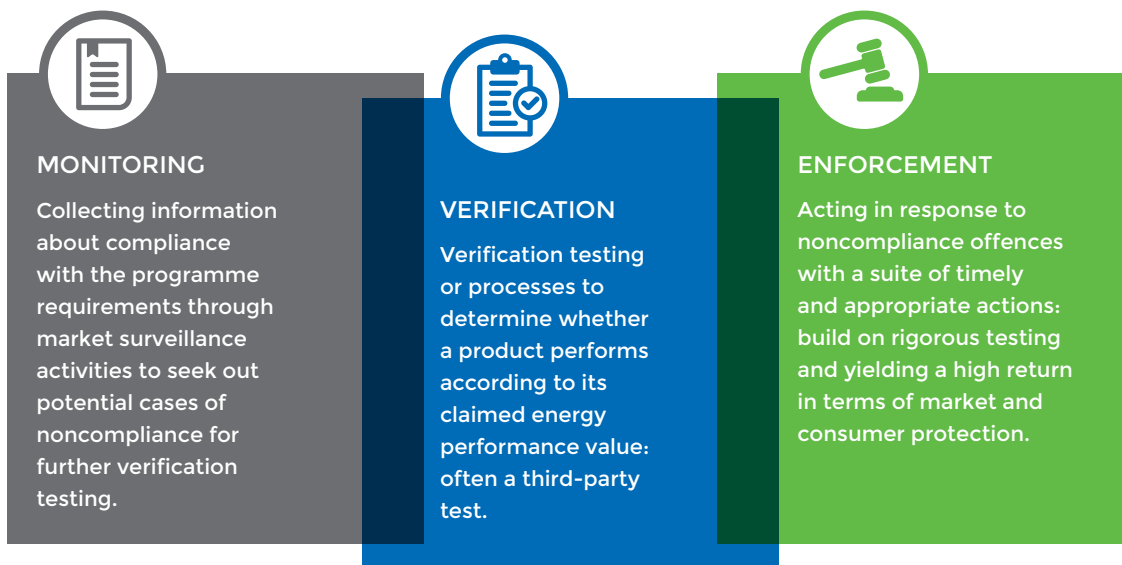 MONITORING
Collecting information
about compliance
with the programme
requirements through
market surveillance
activities to seek out
potential cases of
noncompliance for
further verification
testing.
VERIFICATION
Verification testing
or processes to
determine whether
a product performs
according to its
claimed energy
performance value:
often a third-party
test.
ENFORCEMENT
Acting in response to
noncompliance offences
with a suite of timely
and appropriate actions:
build on rigorous testing
and yielding a high return
in terms of market and
consumer protection.